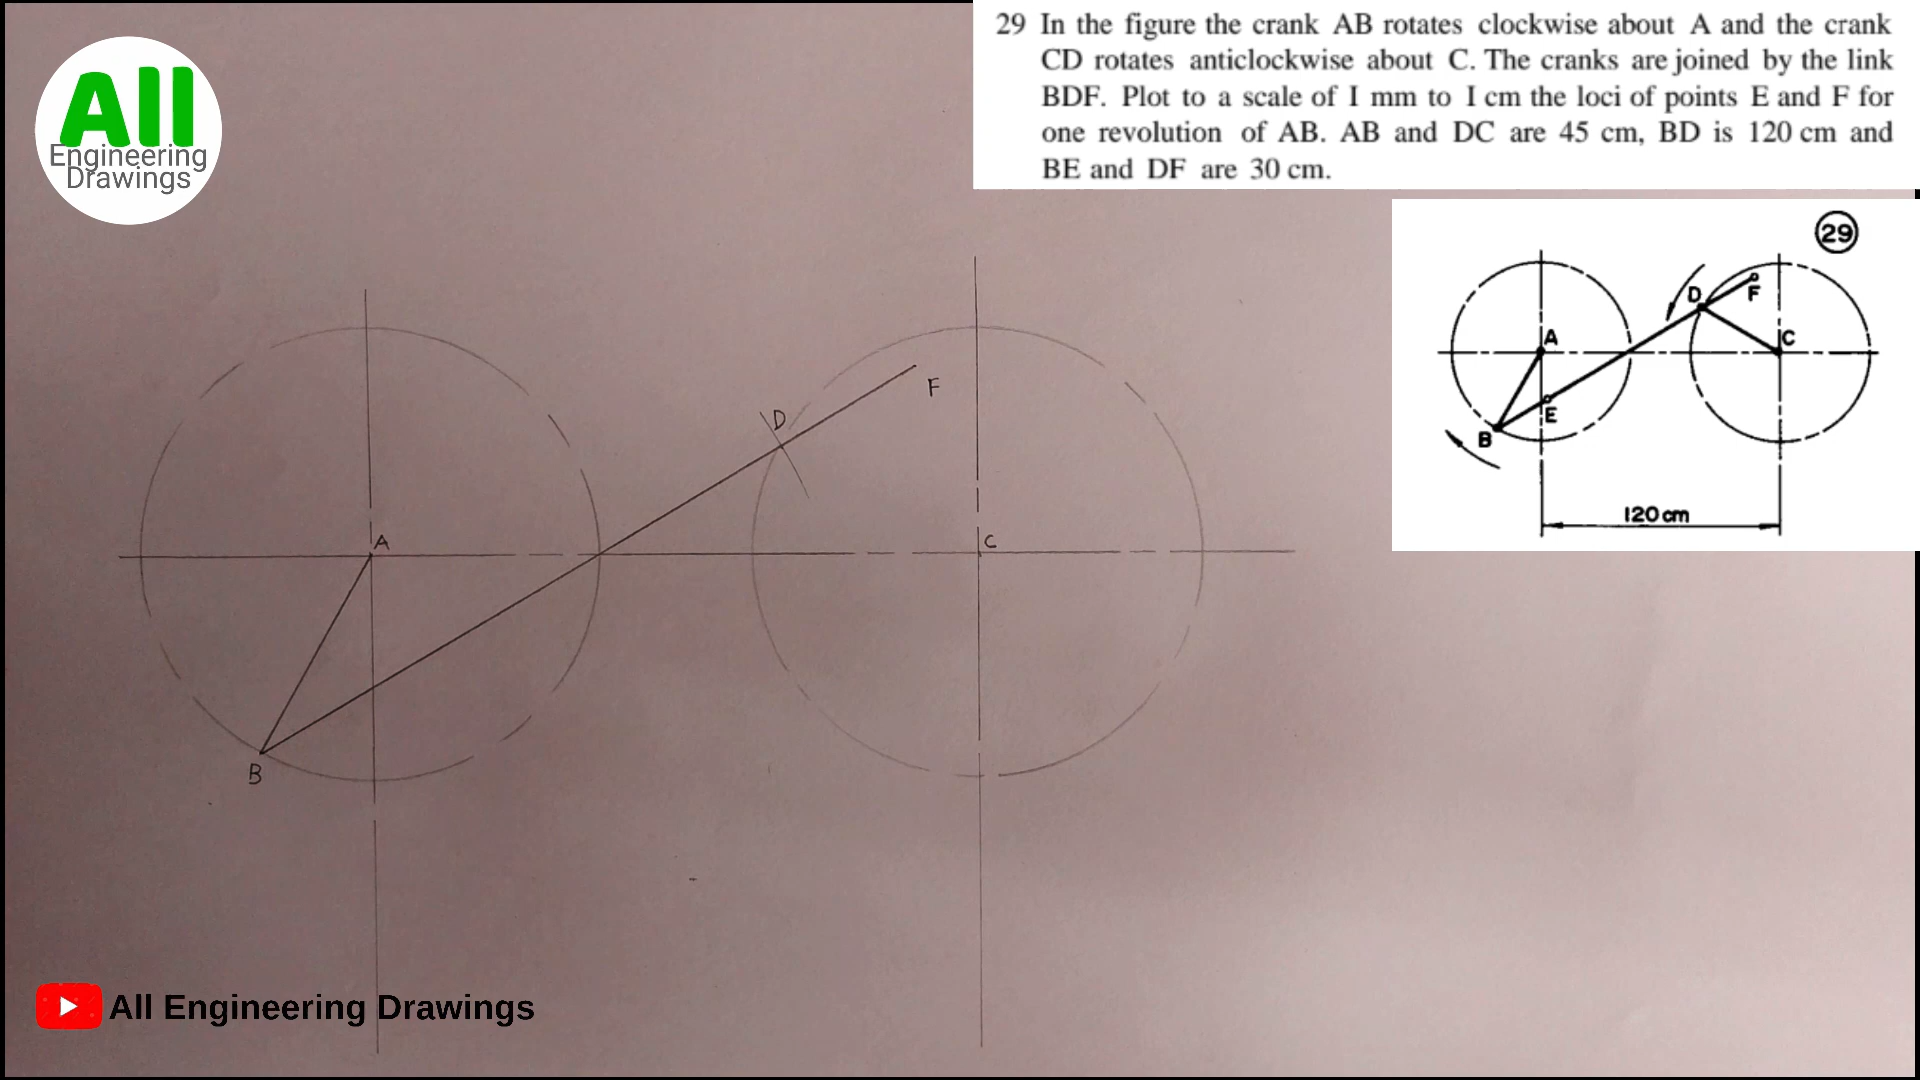 29 In the figure the crank AB rotates clockwise about A and the crank
CD rotates anticlockwise about C. The cranks are joined by the link
BDF. Plot to a scale of I mm to I cm the loci of points E and F for
one revolution of AB. AB and DC are 45 cm, BD is 120 cm and
BE and DF are 30 cm.
All
Engineering
Drawings
29
D
F
A
C
E
B
120 cm
D
F
A
C
B
All Engineering Drawings